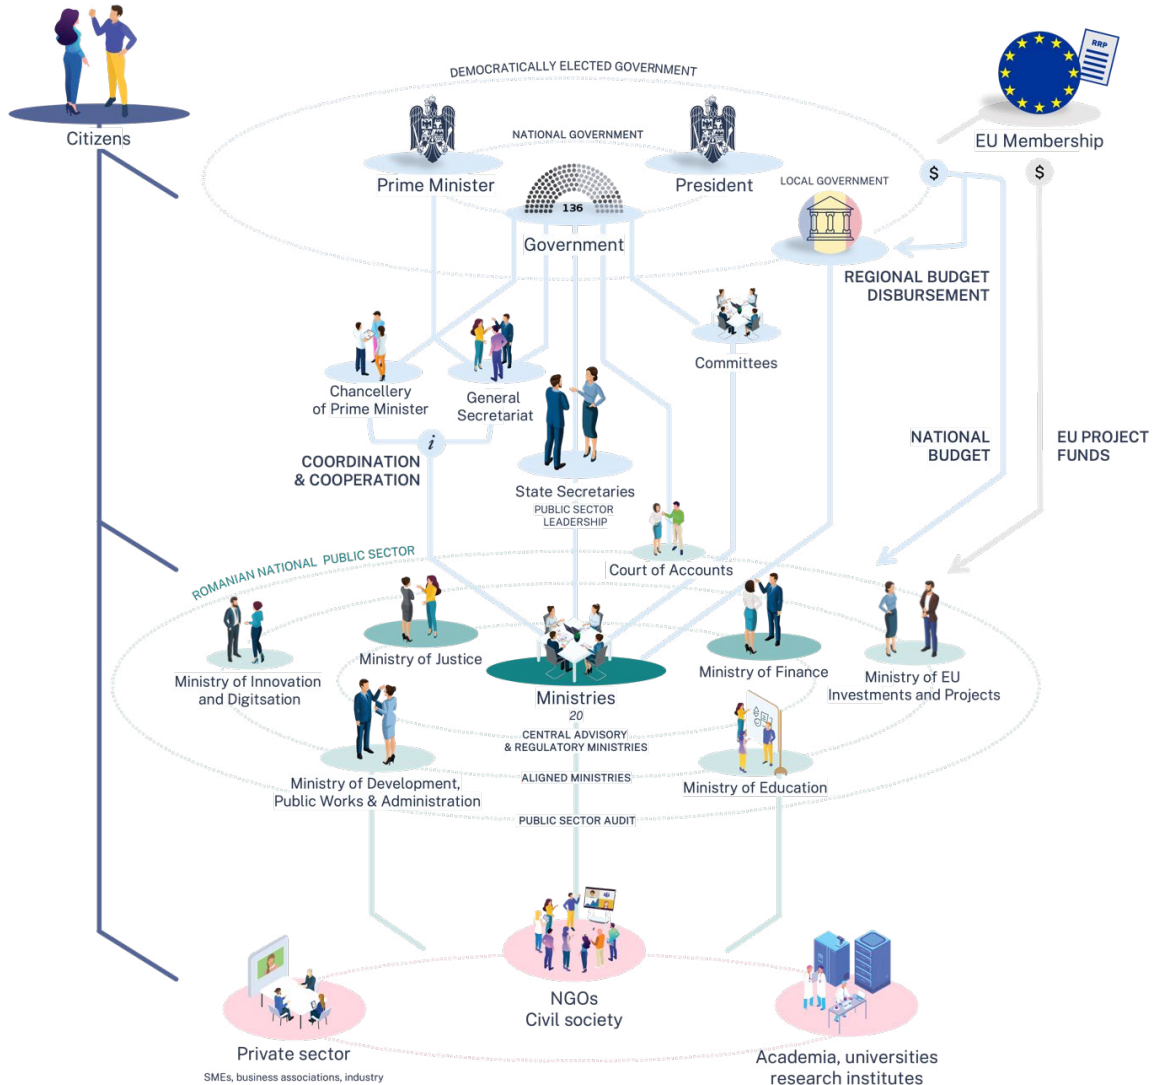 Citizens
DEMOCRATICALLY ELECTED GOVERNMENT
RRP
EU Membership
NATIONAL GOVERNMENT
Prime Minister
President
$
$
LOCAL GOVERNMENT
136
Government
REGIONAL BUDGET
DISBURSEMENT
Chancellery
of Prime Minister
General
Secretariat
Committees
i
COORDINATION
& COOPERATION
NATIONAL
BUDGET
EU PROJECT
FUNDS
State Secretaries
PUBLIC SECTOR
LEADERSHIP
ROMANIAN NATIONAL PUBLIC SECTOR
Court of Accounts
Ministry of Justice
Ministry of Innovation
and Digitsation
Ministries
20
Ministry of Finance
Ministry of EU
Investments and Projects
CENTRAL ADVISORY
& REGULATORY MINISTRIES
ALIGNED MINISTRIES
Ministry of Development,
Public Works & Administration
Ministry of Education
PUBLIC SECTOR AUDIT
NGOs
Civil society
Private sector
SMEs, business associations, industry
Academia, universities
research institutes